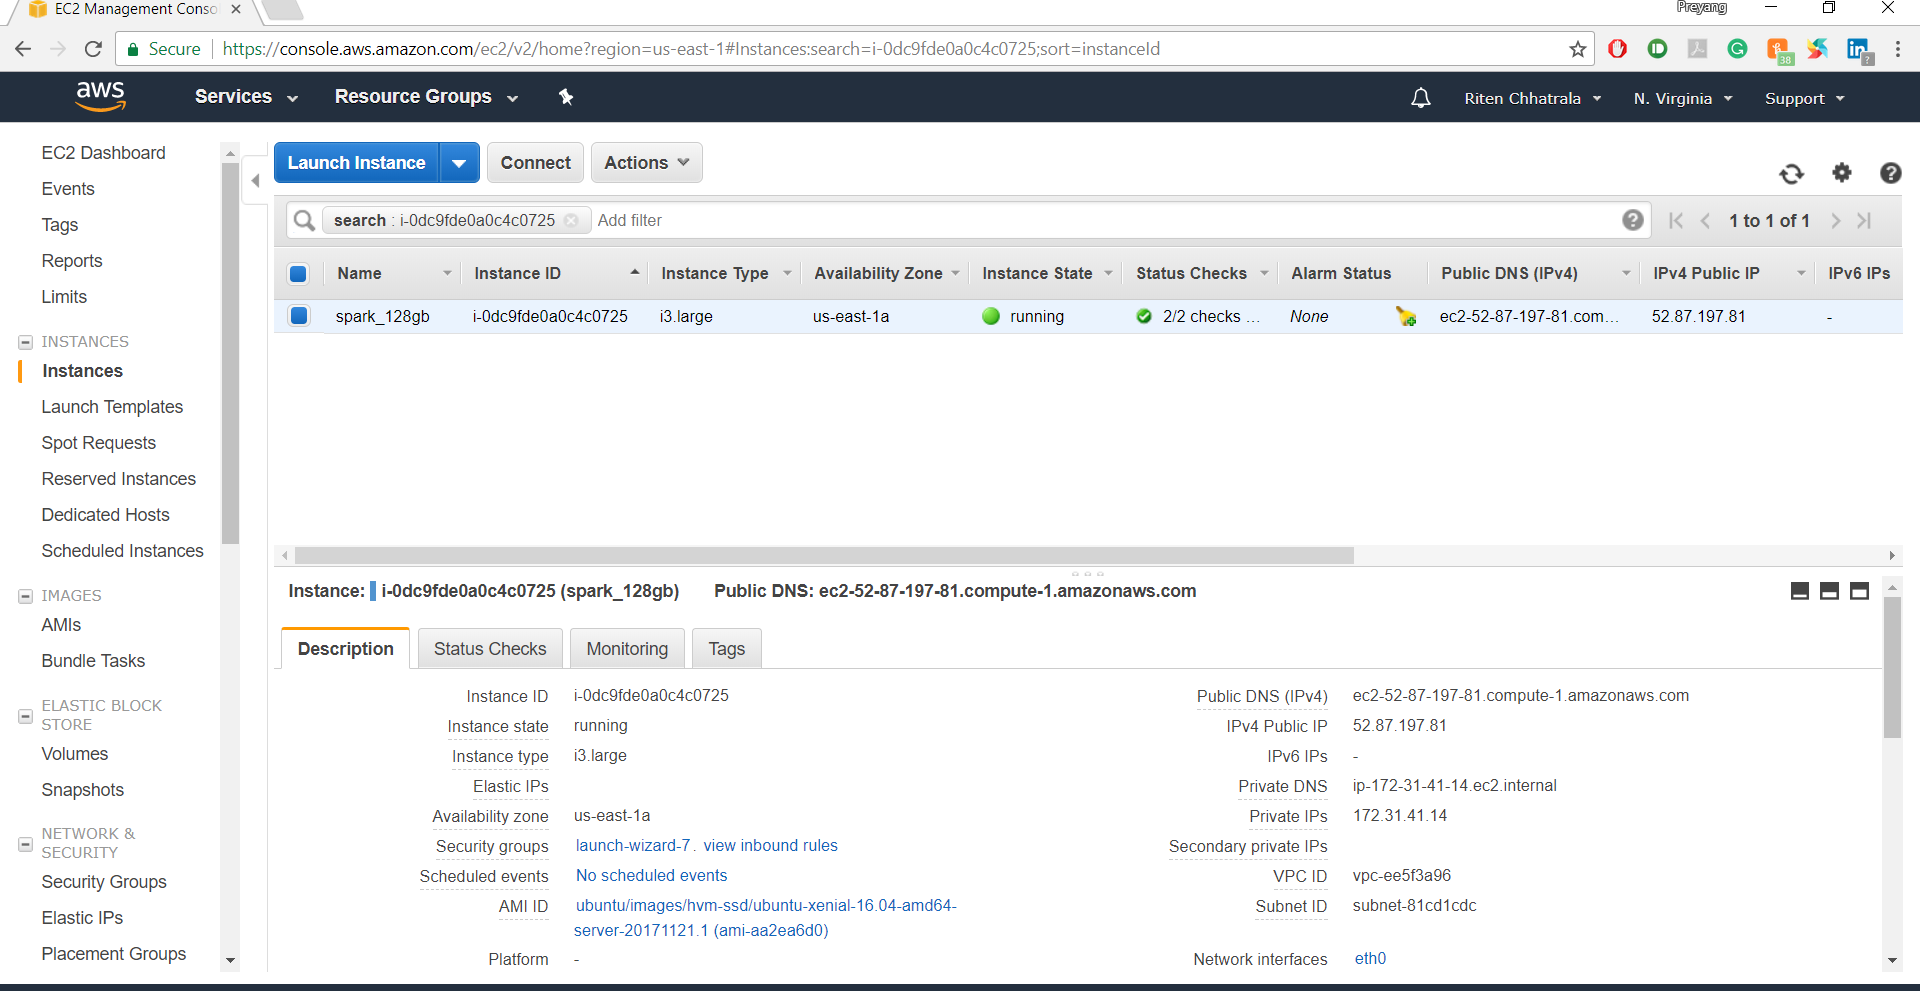 EC2 Management Conso
Preyang
Secure https://console.aws.amazon.com/ec2/v2/home?region=us-east-1#Instances:search=i-0dc9fde0a0c4c0725;sort=instanceId
38
?
aws Services Resource Groups Riten Chhatrala N. Virginia Support
EC2 Dashboard
Events
Tags
Reports
Limits
INSTANCES
Instances
Launch Templates
Spot Requests
Reserved Instances
Dedicated Hosts
Scheduled Instances
IMAGES
AMIs
Bundle Tasks
ELASTIC BLOCK
STORE
Volumes
Snapshots
NETWORK &
SECURITY
Security Groups
Elastic IPs
Placement Groups
Launch Instance Connect Actions
search : i-0dc9fde0a0c4c0725 Add filter 1 to 1 of 1
Name Instance ID Instance Type Availability Zone Instance State Status Checks Alarm Status Public DNS (IPv4) IPv4 Public IP IPv6 IPs
spark_128gb i-0dc9fde0a0c4c0725 i3.large us-east-1a running 2/2 checks ... None ec2-52-87-197-81.com... 52.87.197.81 -
Instance: i-0dc9fde0a0c4c0725 (spark_128gb) Public DNS: ec2-52-87-197-81.compute-1.amazonaws.com
Description Status Checks Monitoring Tags
Instance ID i-0dc9fde0a0c4c0725
Instance state running
Instance type i3.large
Elastic IPs
Availability zone us-east-1a
Security groups launch-wizard-7. view inbound rules
Scheduled events No scheduled events
AMI ID ubuntu/images/hvm-ssd/ubuntu-xenial-16.04-amd64-
server-20171121.1 (ami-aa2ea6d0)
Platform -
Public DNS (IPv4) ec2-52-87-197-81.compute-1.amazonaws.com
IPv4 Public IP 52.87.197.81
IPv6 IPs -
Private DNS ip-172-31-41-14.ec2.internal
Private IPs 172.31.41.14
Secondary private IPs
VPC ID vpc-ee5f3a96
Subnet ID subnet-81cd1cdc
Network interfaces eth0